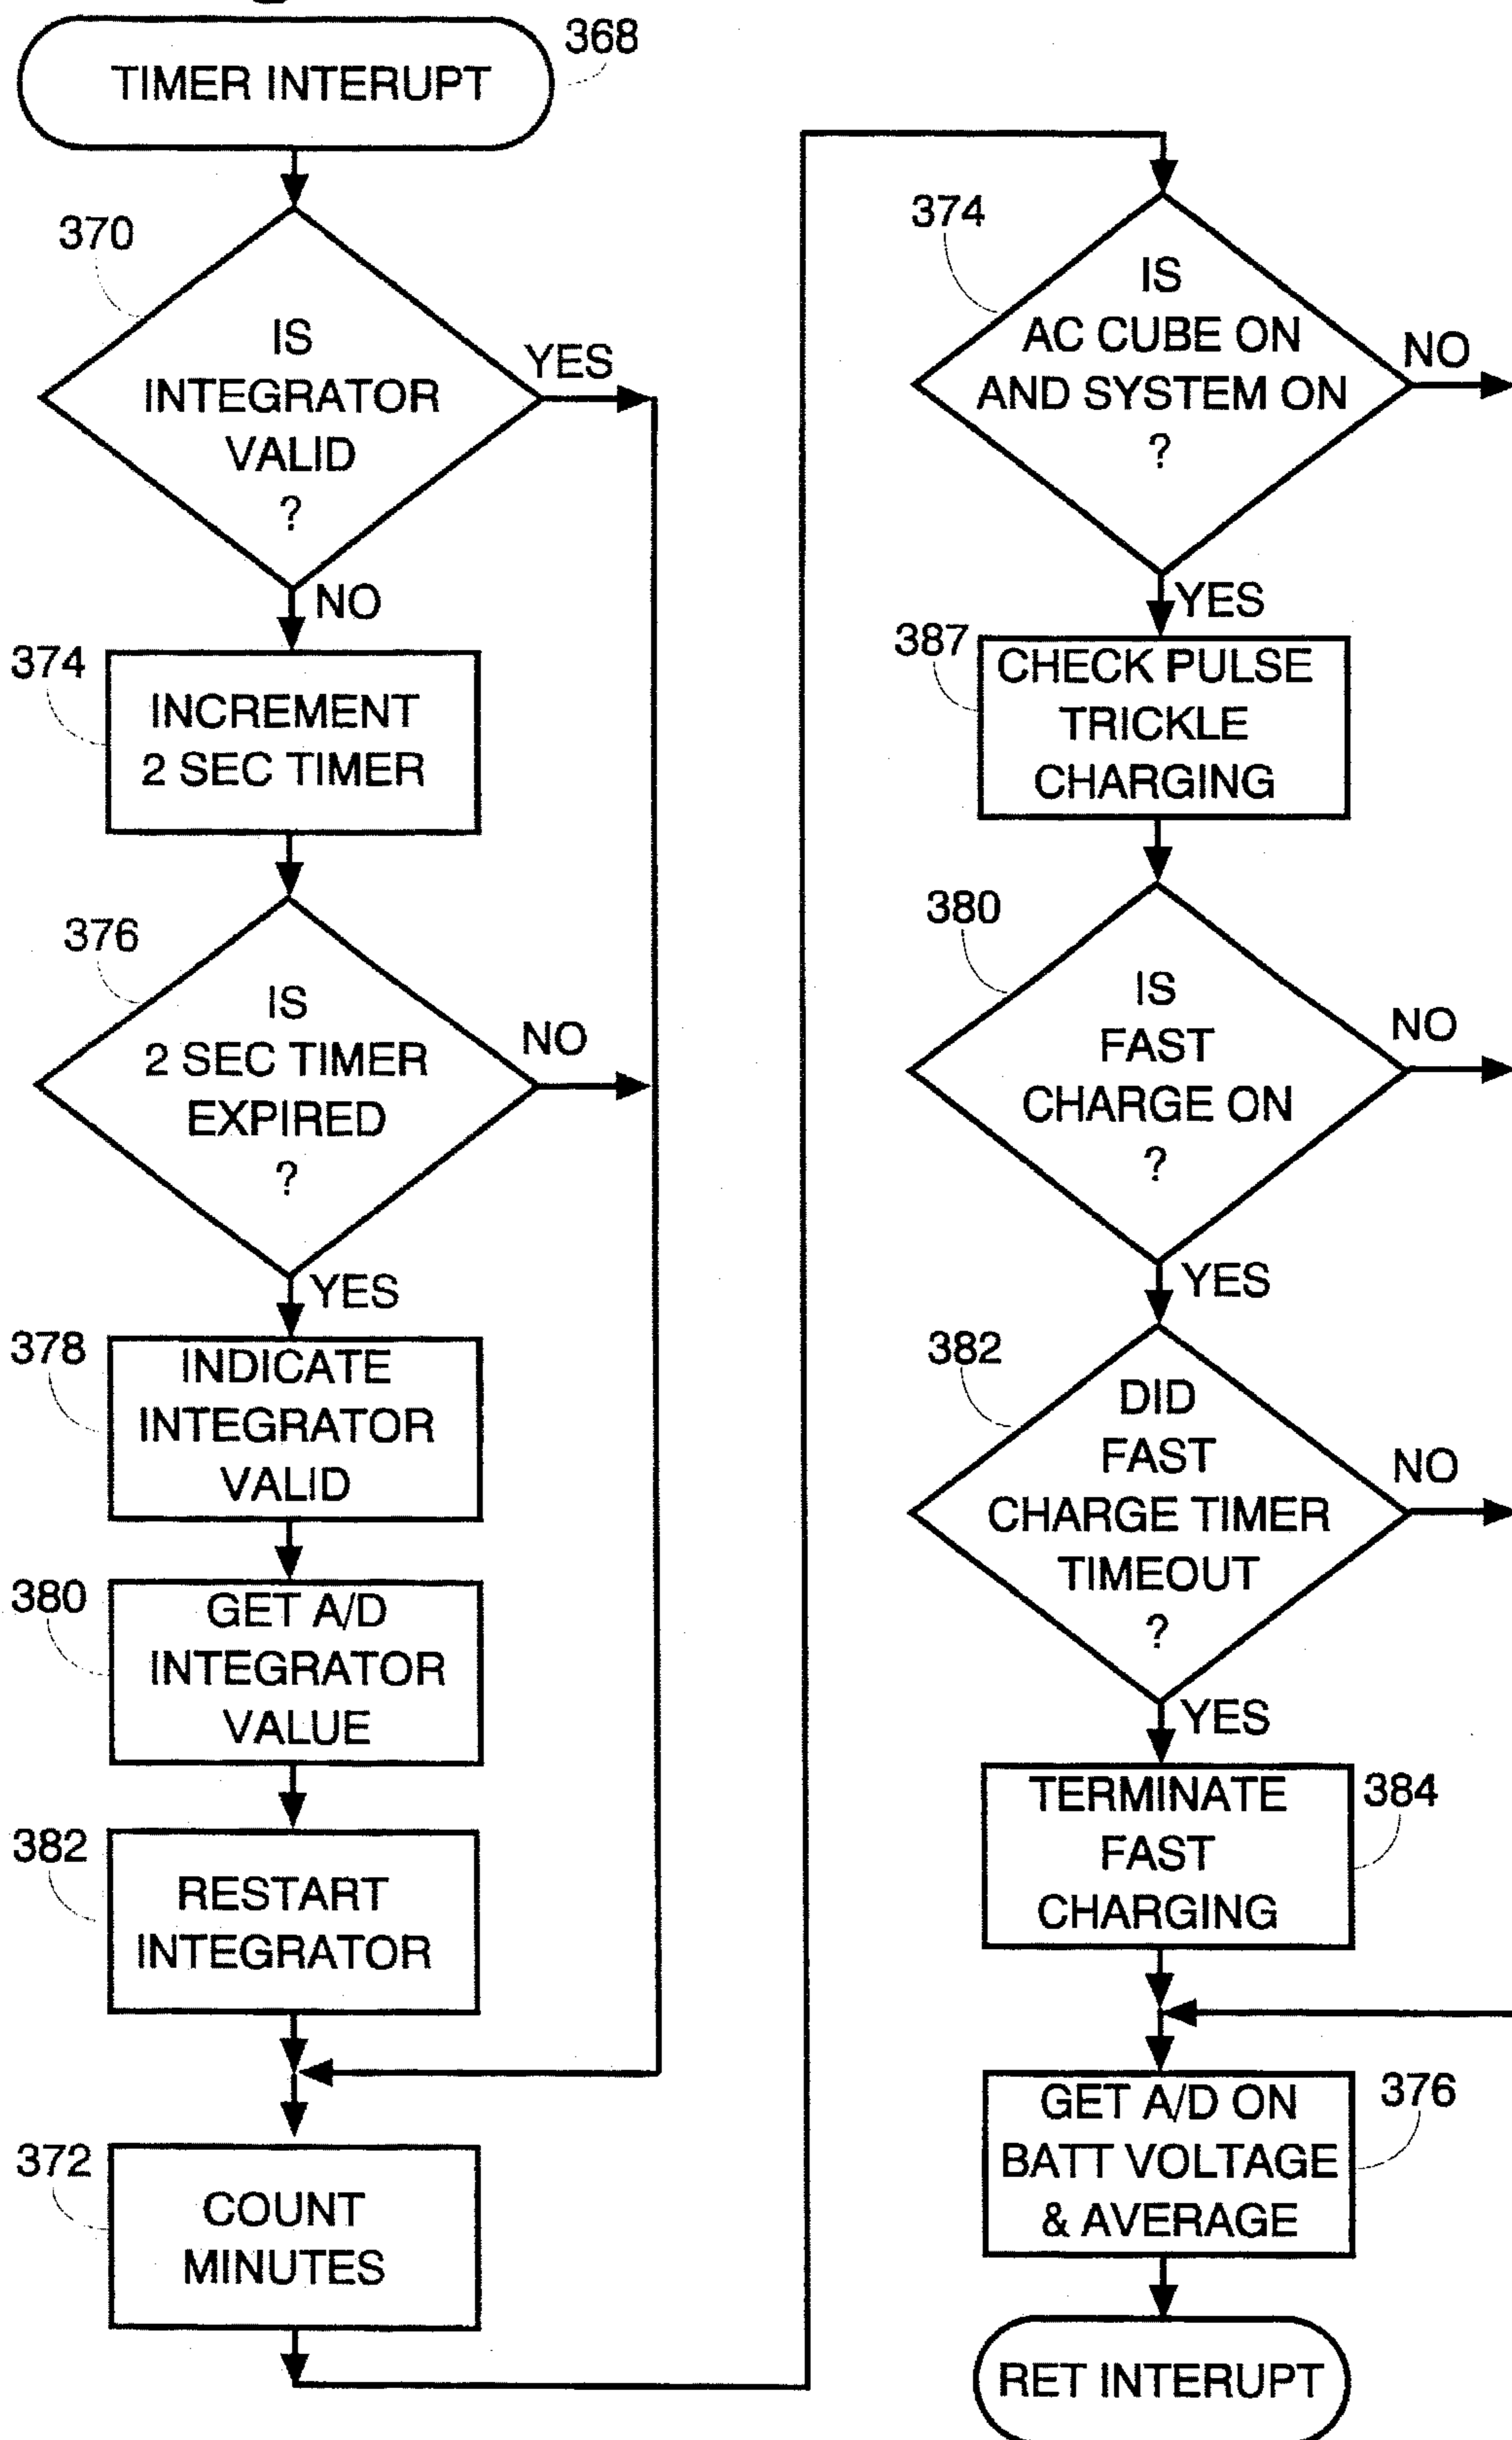 368
TIMER INTERUPT
370
IS
INTEGRATOR
VALID
?
YES
NO
374
INCREMENT
2 SEC TIMER
376
IS
2 SEC TIMER
EXPIRED
?
NO
YES
378
INDICATE
INTEGRATOR
VALID
380
GET A/D
INTEGRATOR
VALUE
382
RESTART
INTEGRATOR
372
COUNT
MINUTES
374
IS
AC CUBE ON
AND SYSTEM ON
?
NO
YES
387
CHECK PULSE
TRICKLE
CHARGING
380
IS
FAST
CHARGE ON
?
NO
YES
382
DID
FAST
CHARGE TIMER
TIMEOUT
?
NO
YES
TERMINATE
FAST
CHARGING
384
GET A/D ON
BATT VOLTAGE
& AVERAGE
376
RET INTERUPT